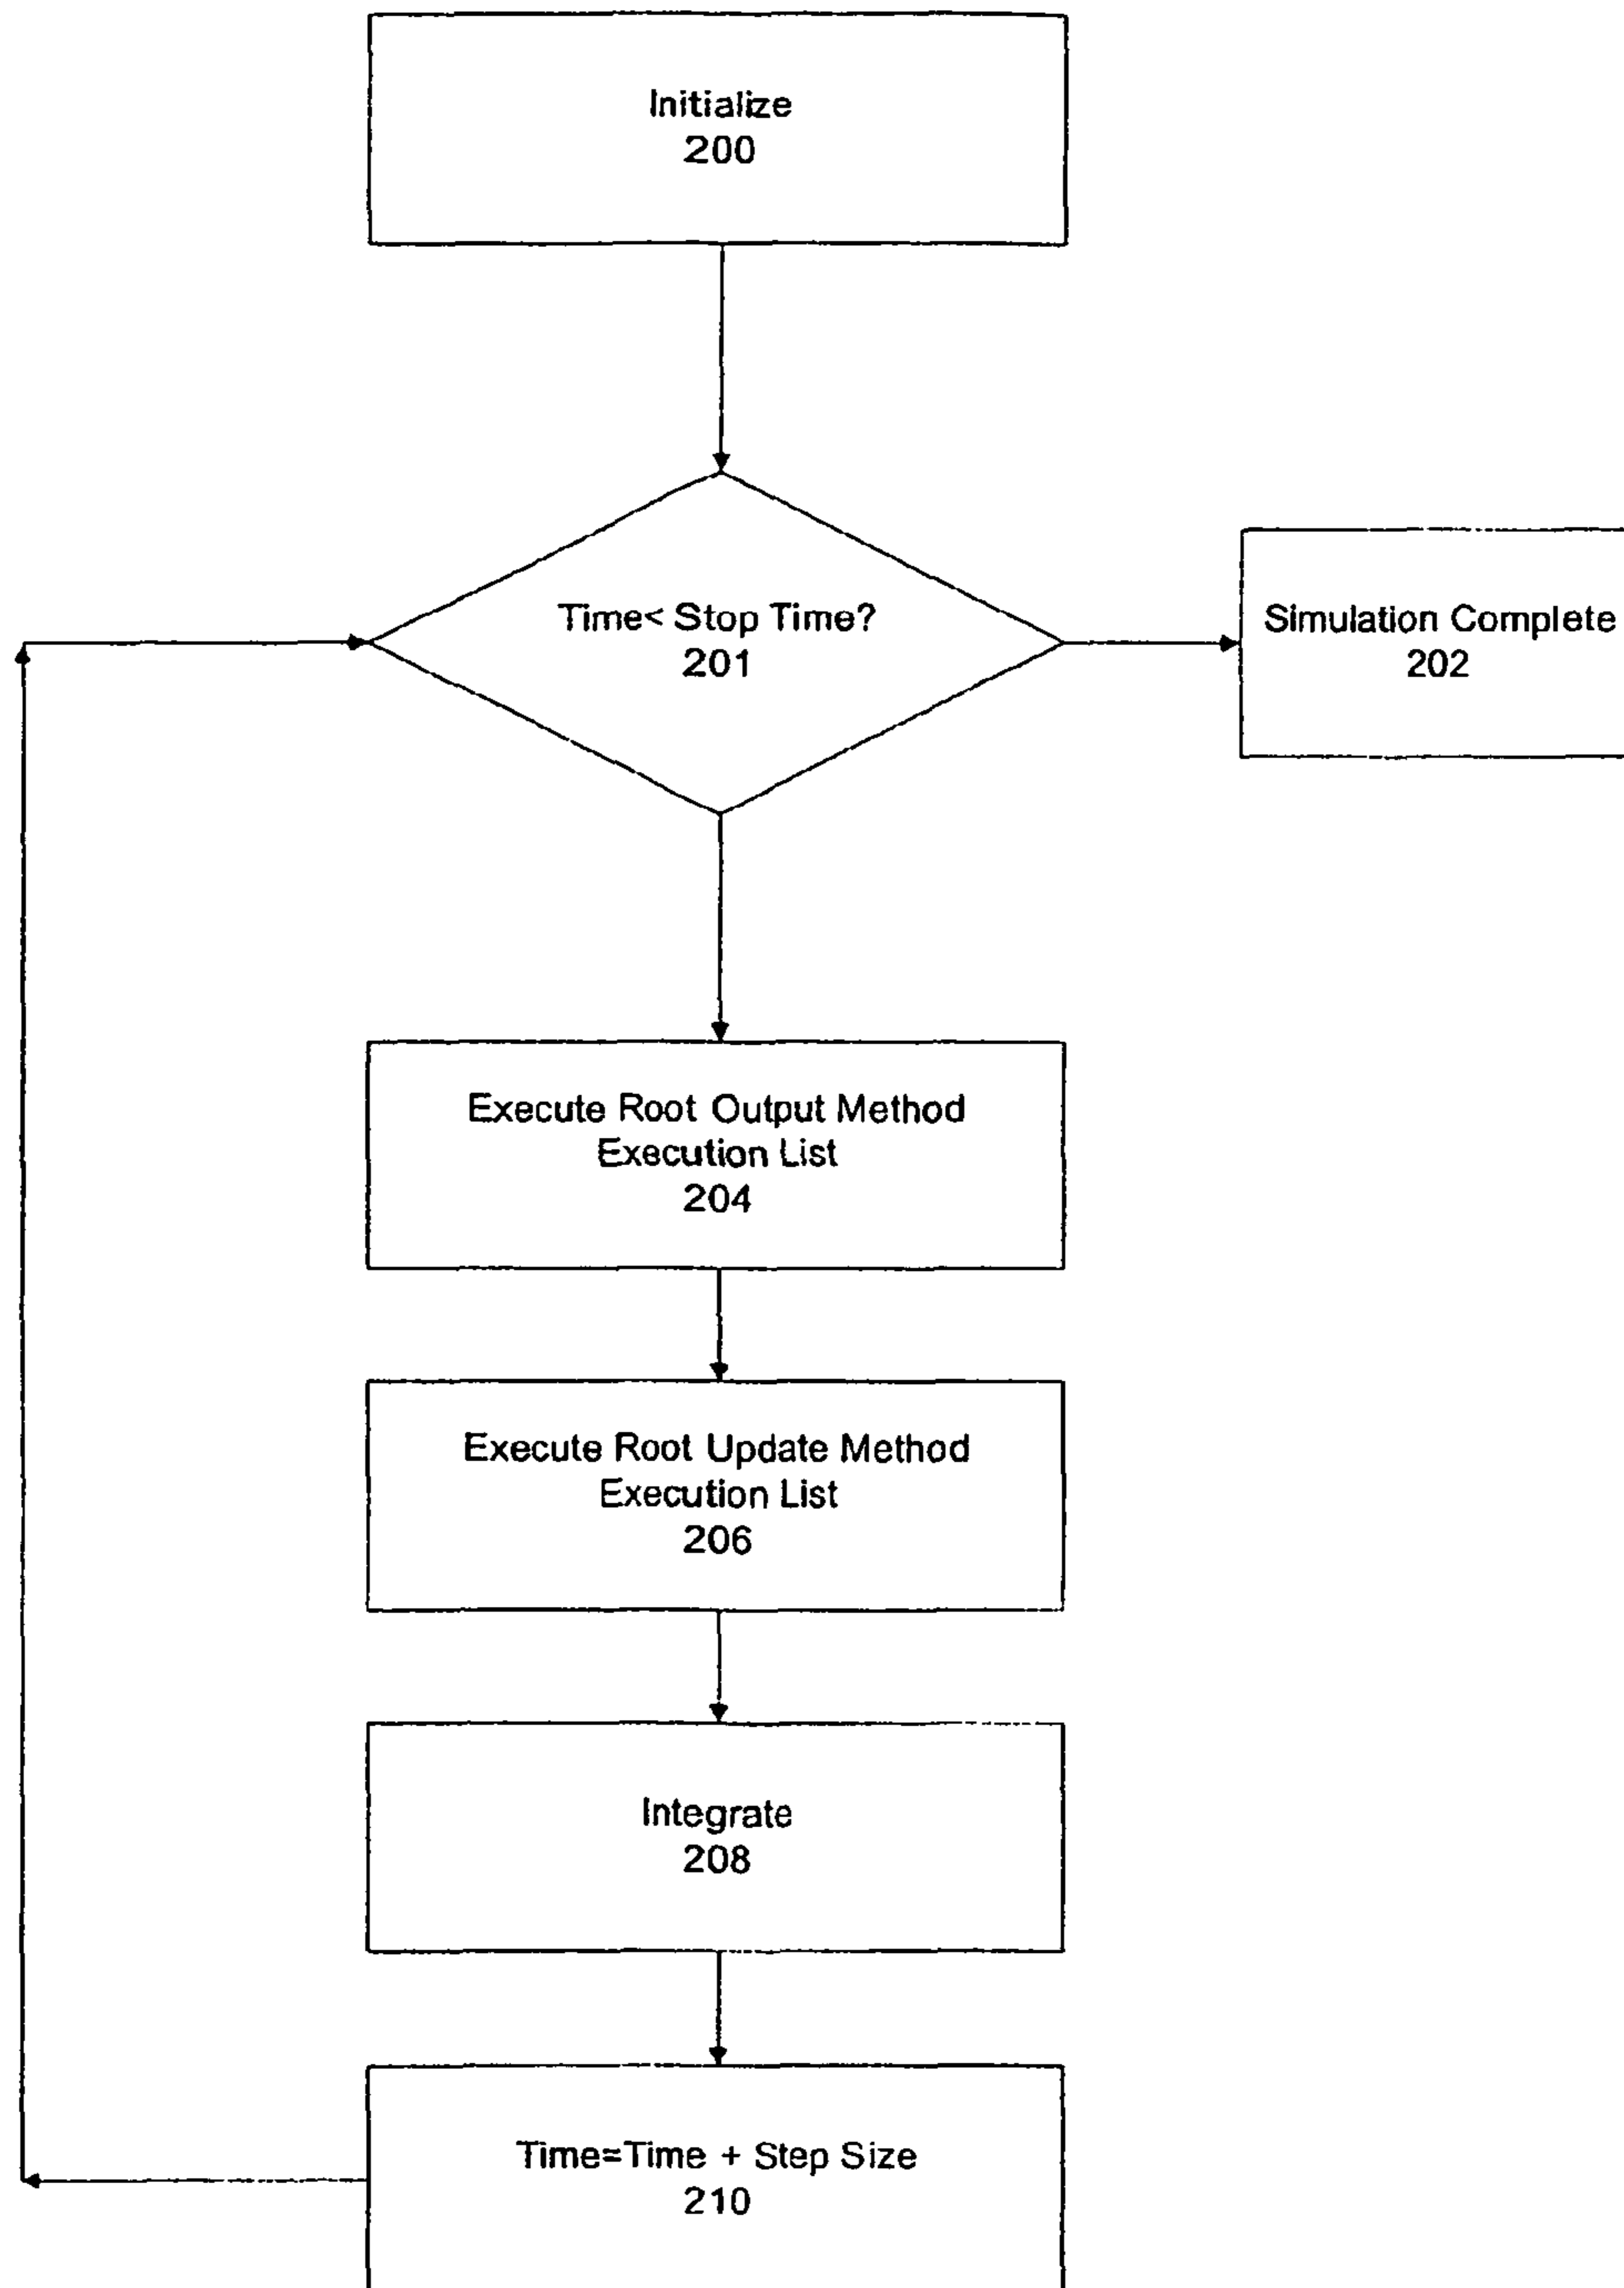 Initialize
200
Time< Stop Time?
201
Simulation Complete
202
Execute Root Output Method
Execution List
204
Execute Root Update Method
Execution List
206
Integrate
208
Time=Time + Step Size
210